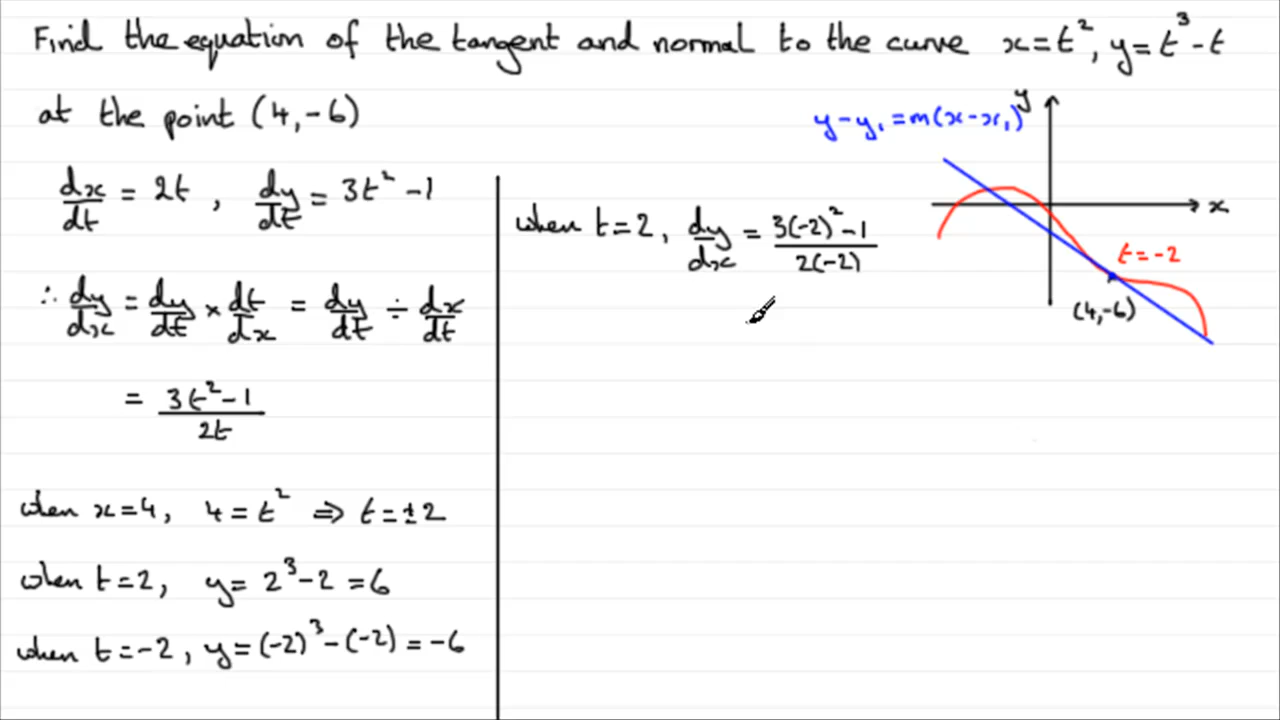 Find the equation of the tangent and normal to the curve x = t², y = t³ - t
at the point (4, -6)
dx/dt = 2t , dy/dt = 3t² - 1
∴ dy/dx = dy/dt × dt/dx = dy/dt ÷ dx/dt
= (3t² - 1)/(2t)
when x = 4, 4 = t² ⇒ t = ±2
when t = 2, y = 2³ - 2 = 6
when t = -2, y = (-2)³ - (-2) = -6
when t = 2, dy/dx = (3(-2)² - 1)/(2(-2))
y - y₁ = m(x - x₁)
y
x
t = -2
(4, -6)